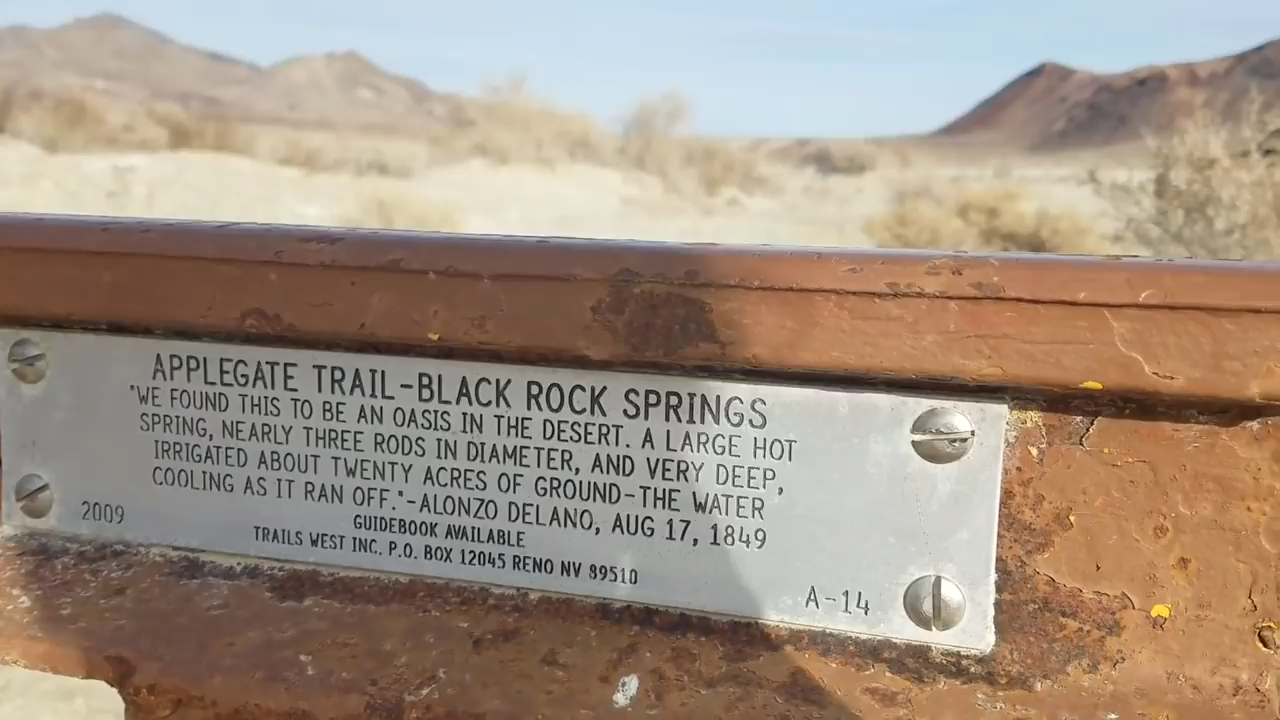 APPLEGATE TRAIL-BLACK ROCK SPRINGS
"WE FOUND THIS TO BE AN OASIS IN THE DESERT. A LARGE HOT
SPRING, NEARLY THREE RODS IN DIAMETER, AND VERY DEEP,
IRRIGATED ABOUT TWENTY ACRES OF GROUND-THE WATER
COOLING AS IT RAN OFF."-ALONZO DELANO, AUG 17, 1849
2009
GUIDEBOOK AVAILABLE
TRAILS WEST INC. P.O. BOX 12045 RENO NV 89510
A-14